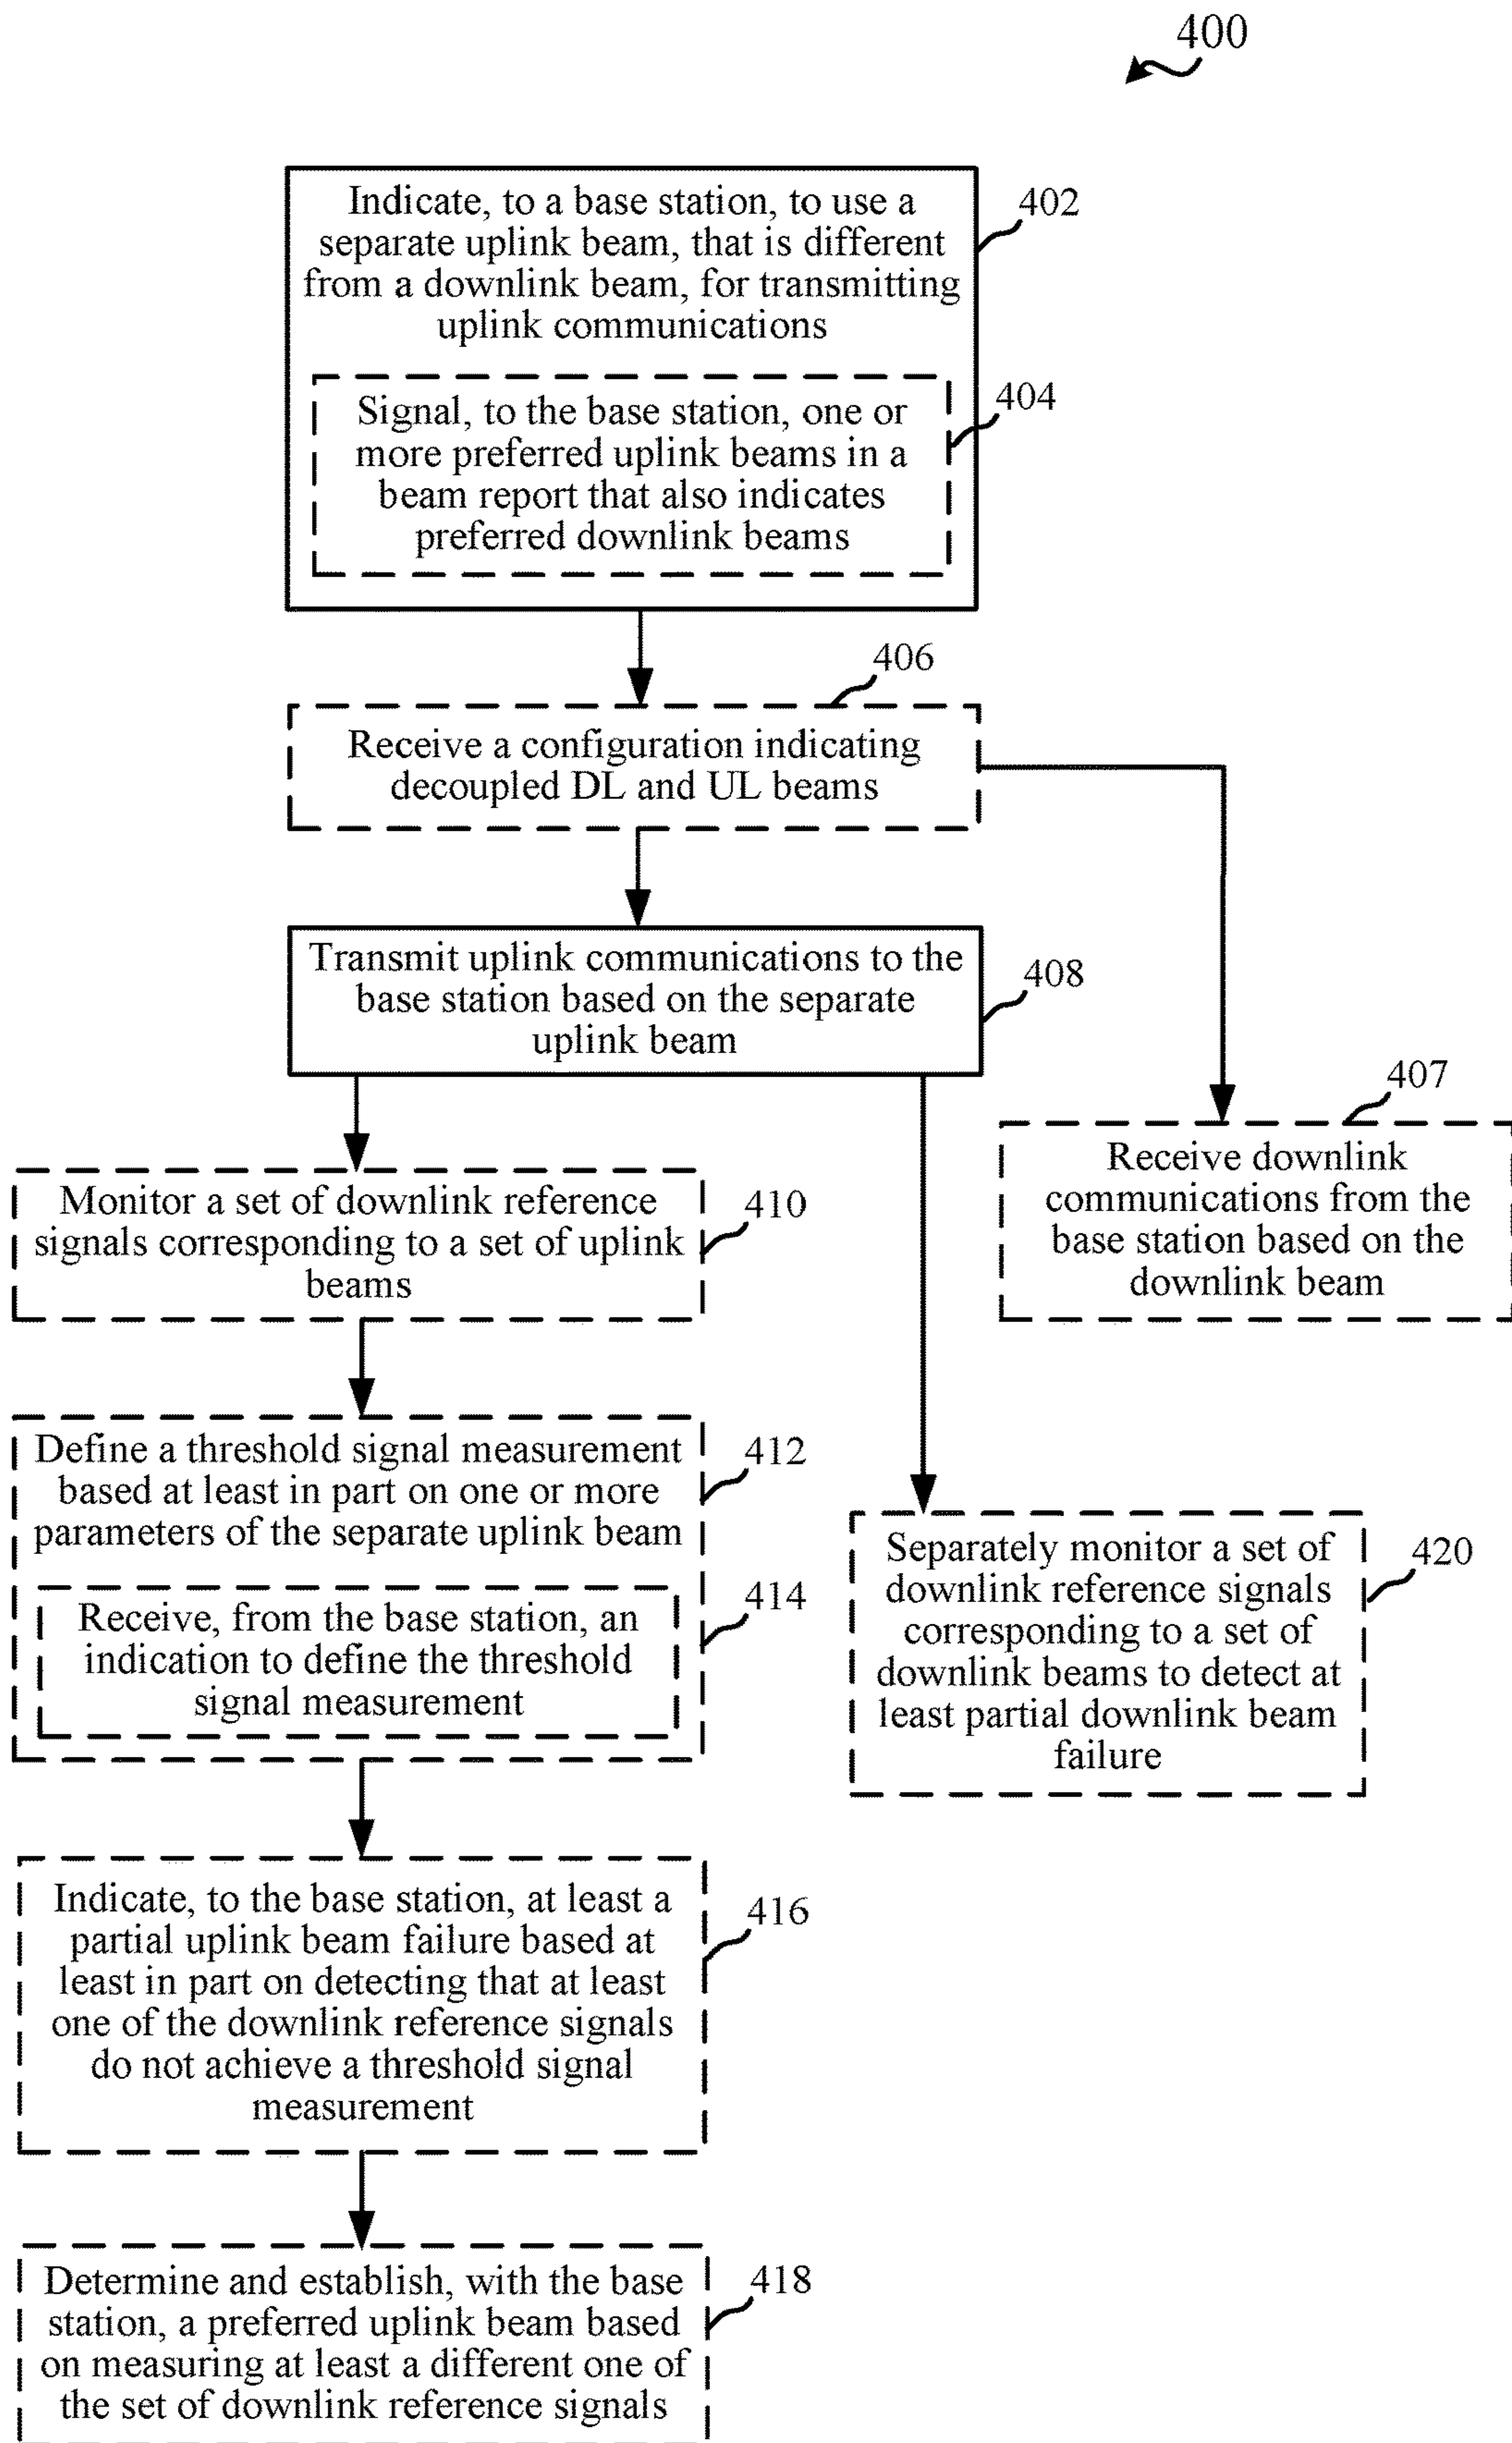 400
Indicate, to a base station, to use a
separate uplink beam, that is different
from a downlink beam, for transmitting
uplink communications
402
Signal, to the base station, one or
more preferred uplink beams in a
beam report that also indicates
preferred downlink beams
404
406
Receive a configuration indicating
decoupled DL and UL beams
Transmit uplink communications to the
base station based on the separate
uplink beam
408
407
Receive downlink
communications from the
base station based on the
downlink beam
Monitor a set of downlink reference
signals corresponding to a set of uplink
beams
410
Define a threshold signal measurement
based at least in part on one or more
parameters of the separate uplink beam
412
Receive, from the base station, an
indication to define the threshold
signal measurement
414
Separately monitor a set of
downlink reference signals
corresponding to a set of
downlink beams to detect at
least partial downlink beam
failure
420
Indicate, to the base station, at least a
partial uplink beam failure based at
least in part on detecting that at least
one of the downlink reference signals
do not achieve a threshold signal
measurement
416
Determine and establish, with the base
station, a preferred uplink beam based
on measuring at least a different one of
the set of downlink reference signals
418